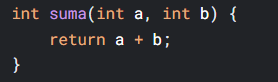 int suma(int a, int b) {
    return a + b;
}